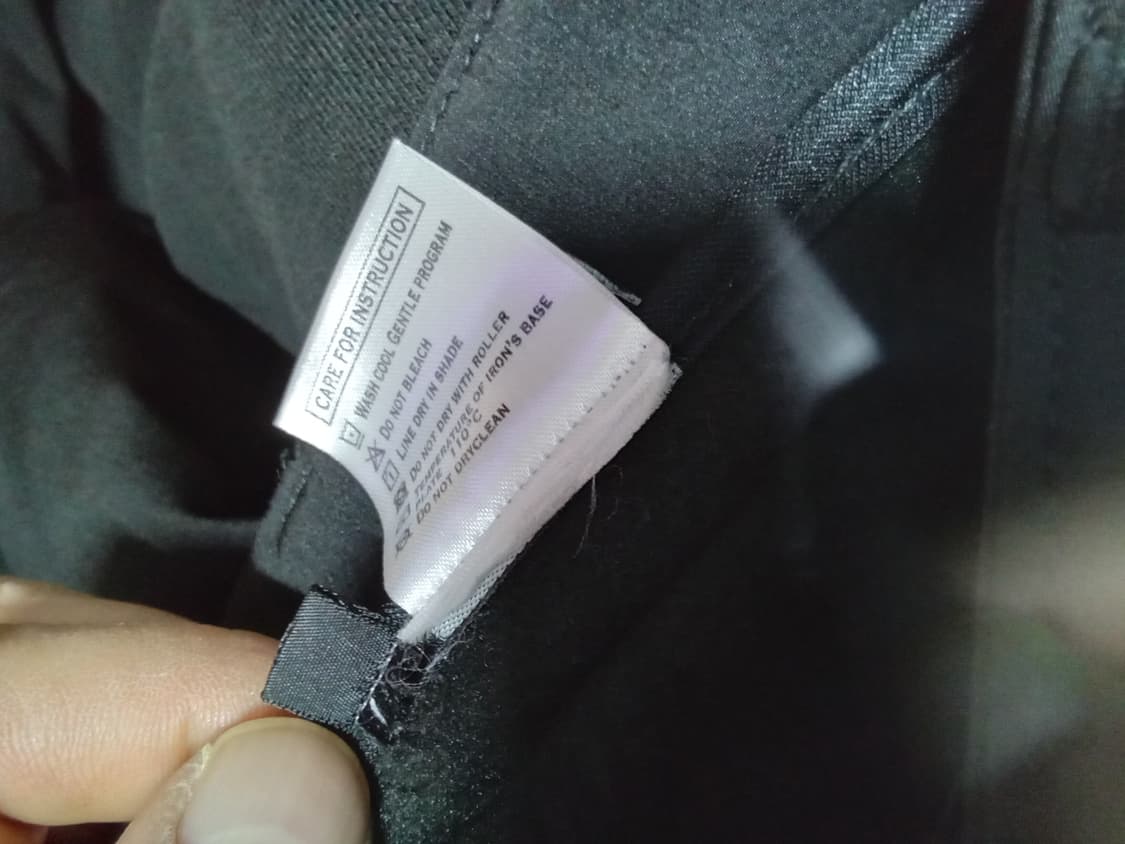 CARE FOR INSTRUCTION
WASH COOL GENTLE PROGRAM
DO NOT BLEACH
LINE DRY IN SHADE
DO NOT DRY WITH ROLLER
TEMPERATURE OF IRON'S BASE
PLATE 110°C
DO NOT DRYCLEAN